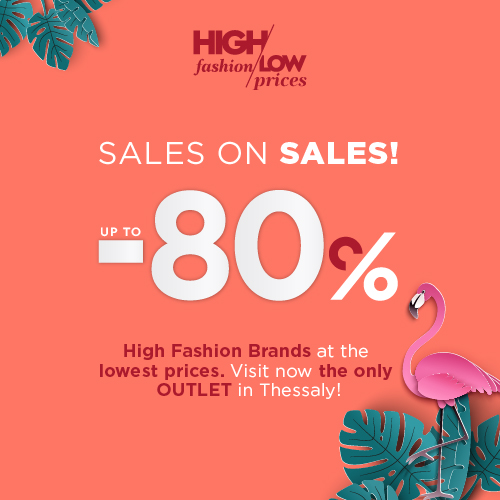 HIGH/
fashion/LOW
/prices
SALES ON SALES!
UP TO
-80%
High Fashion Brands at the
lowest prices. Visit now the only
OUTLET in Thessaly!